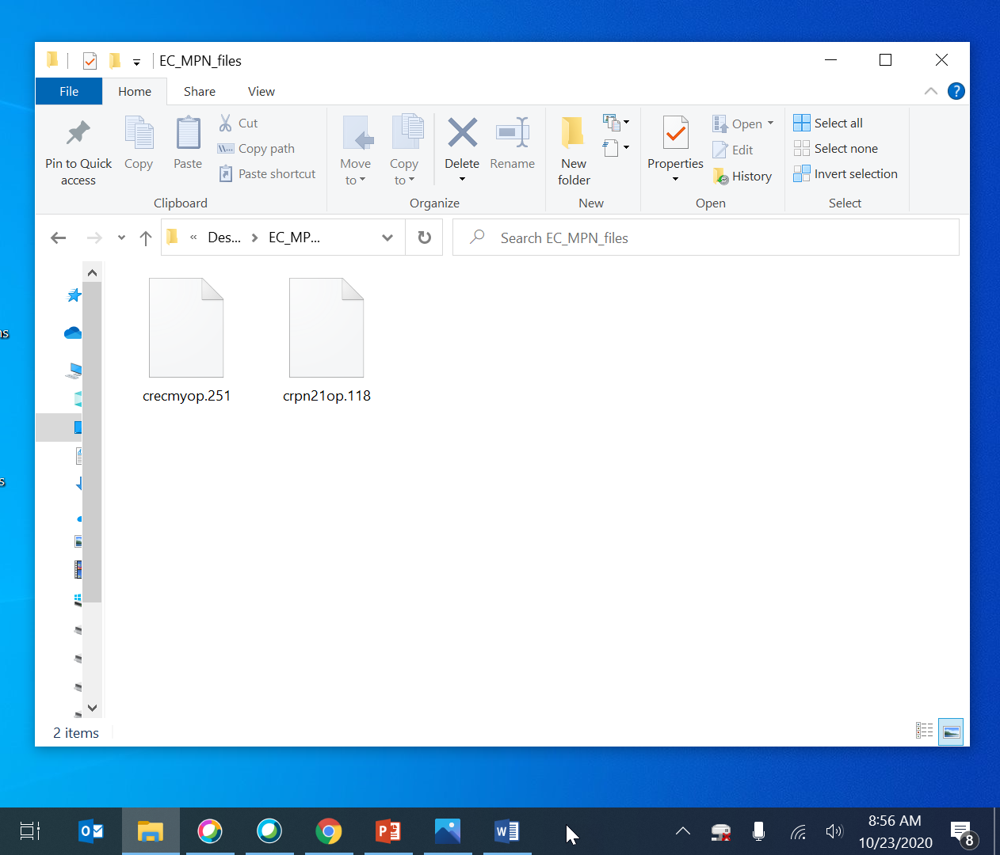 EC_MPN_files
File Home Share View
?
Pin to Quick access
Copy
Paste
Cut
Copy path
Paste shortcut
Clipboard
Move to
Copy to
Delete
Rename
Organize
New folder
New
Properties
Open
Edit
History
Open
Select all
Select none
Invert selection
Select
« Des... EC_MP...
Search EC_MPN_files
crecmyop.251
crpn21op.118
2 items
ns
s
8:56 AM
10/23/2020
8